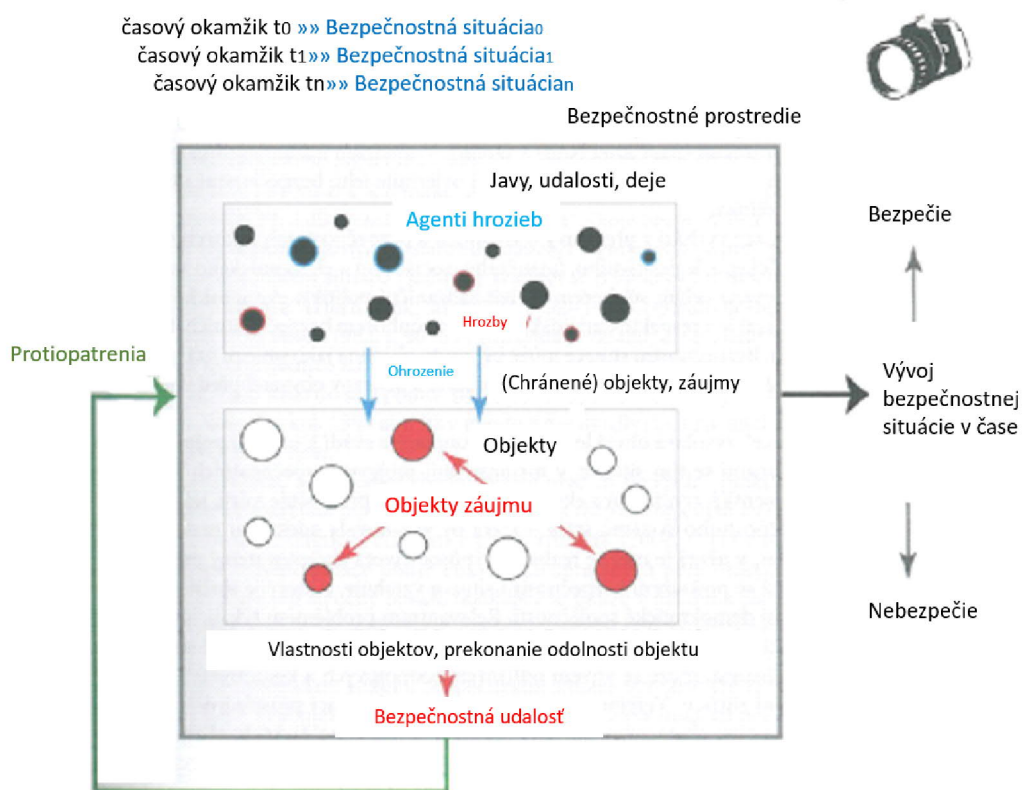 časový okamžik t0 »» Bezpečnostná situácia0
časový okamžik t1»» Bezpečnostná situácia1
časový okamžik tn»» Bezpečnostná situácian
Bezpečnostné prostredie
Javy, udalosti, deje
Agenti hrozieb
Hrozby
Protiopatrenia
Ohrozenie
(Chránené) objekty, záujmy
Objekty
Objekty záujmu
Vlastnosti objektov, prekonanie odolnosti objektu
Bezpečnostná udalosť
Bezpečie
Vývoj
bezpečnostnej
situácie v čase
Nebezpečie